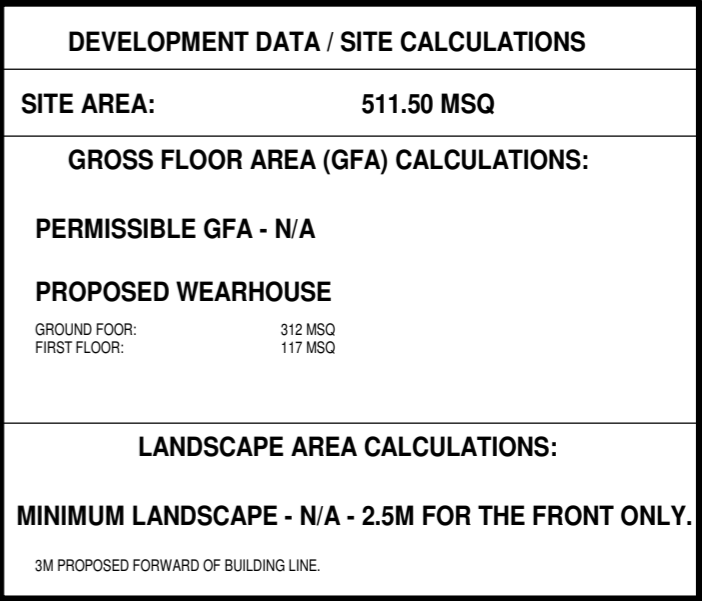 DEVELOPMENT DATA / SITE CALCULATIONS
SITE AREA: 511.50 MSQ
GROSS FLOOR AREA (GFA) CALCULATIONS:
PERMISSIBLE GFA - N/A
PROPOSED WEARHOUSE
GROUND FOOR: 312 MSQ
FIRST FLOOR: 117 MSQ
LANDSCAPE AREA CALCULATIONS:
MINIMUM LANDSCAPE - N/A - 2.5M FOR THE FRONT ONLY.
3M PROPOSED FORWARD OF BUILDING LINE.